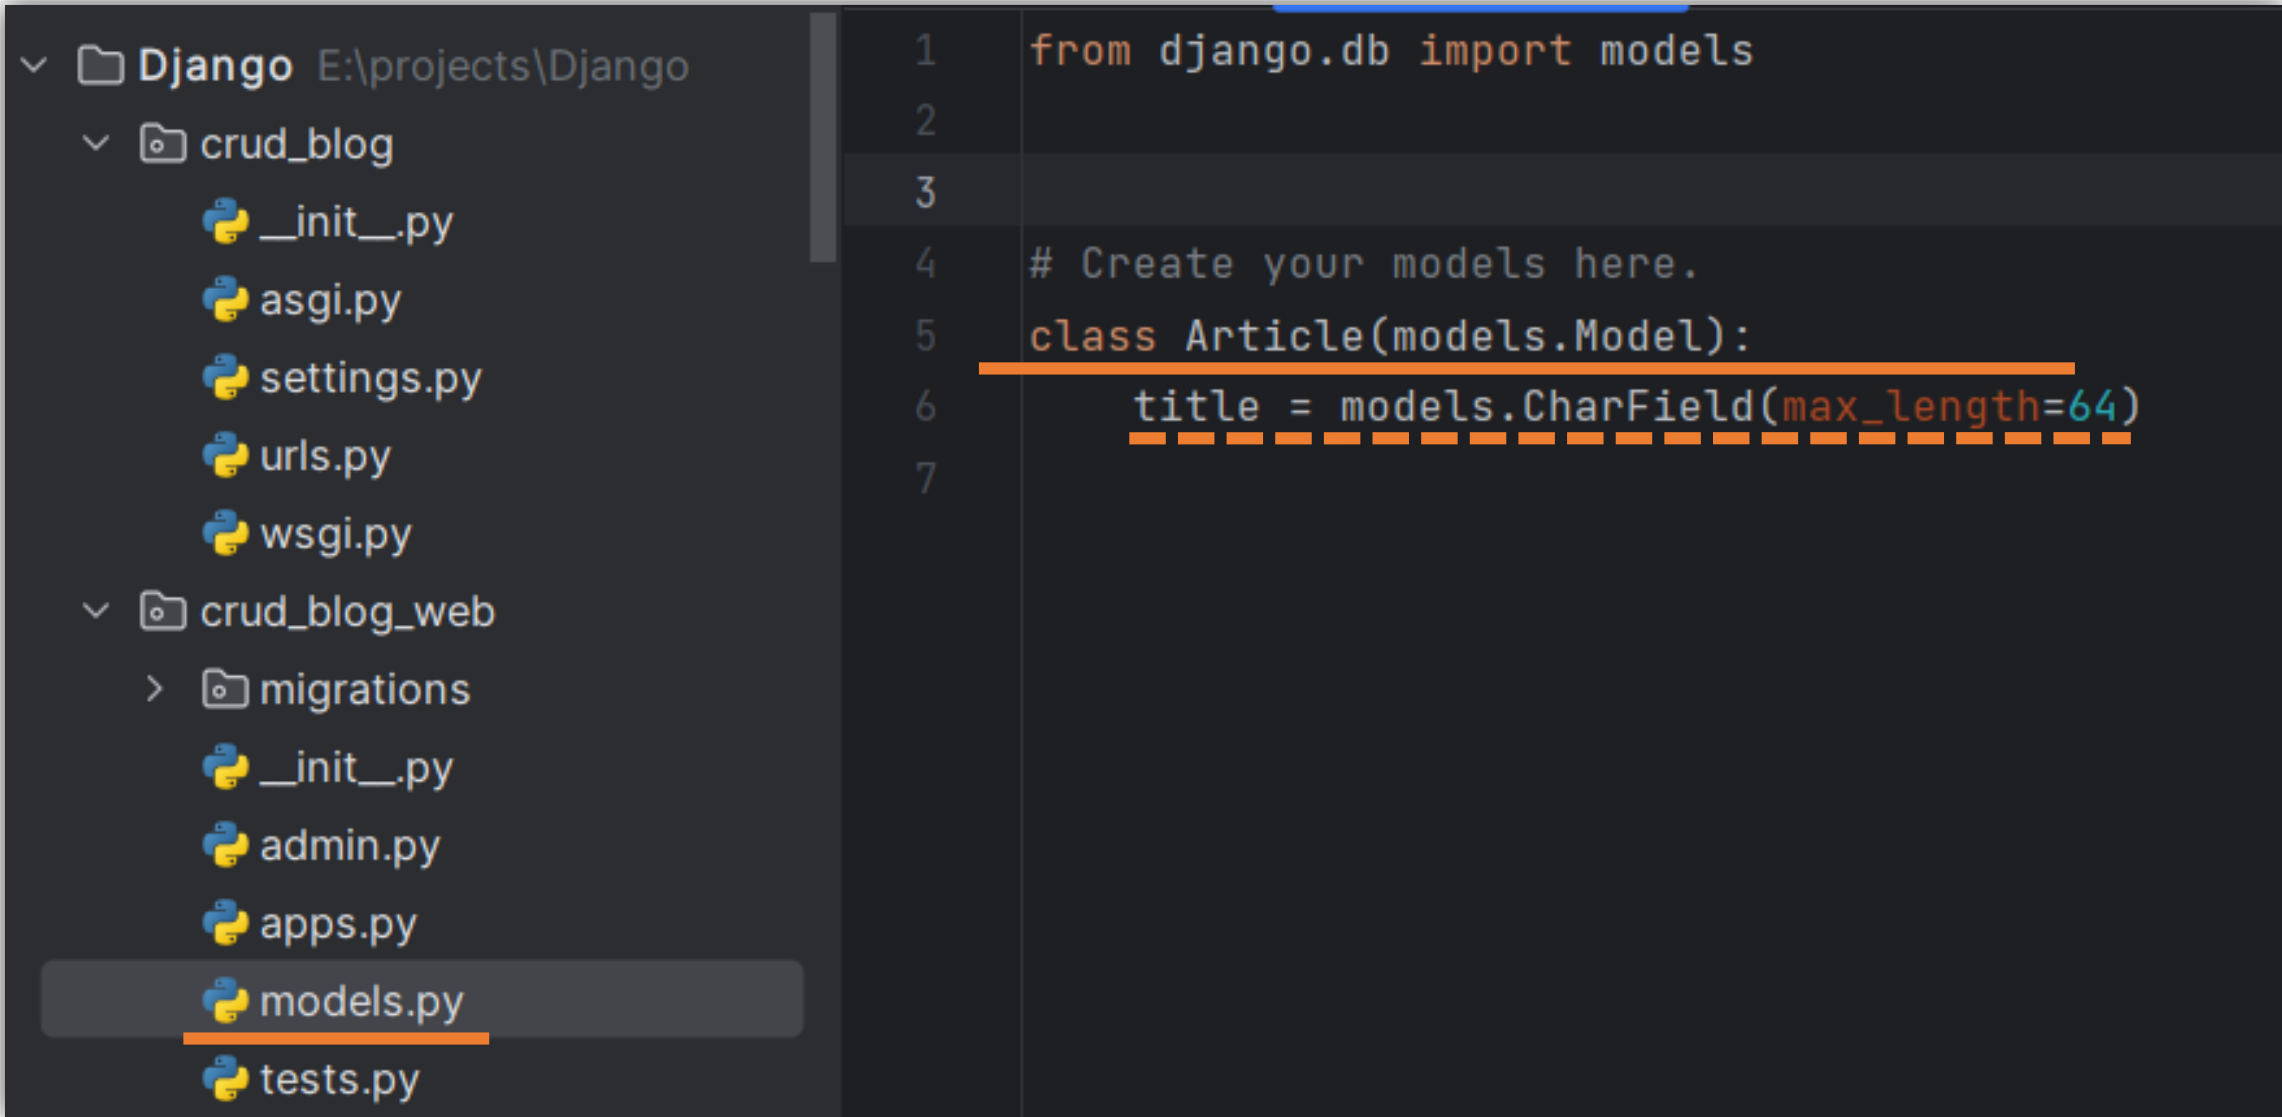 Django E:\projects\Django
crud_blog
__init__.py
asgi.py
settings.py
urls.py
wsgi.py
crud_blog_web
migrations
__init__.py
admin.py
apps.py
models.py
tests.py
1 from django.db import models
2
3
4 # Create your models here.
5 class Article(models.Model):
6 title = models.CharField(max_length=64)
7